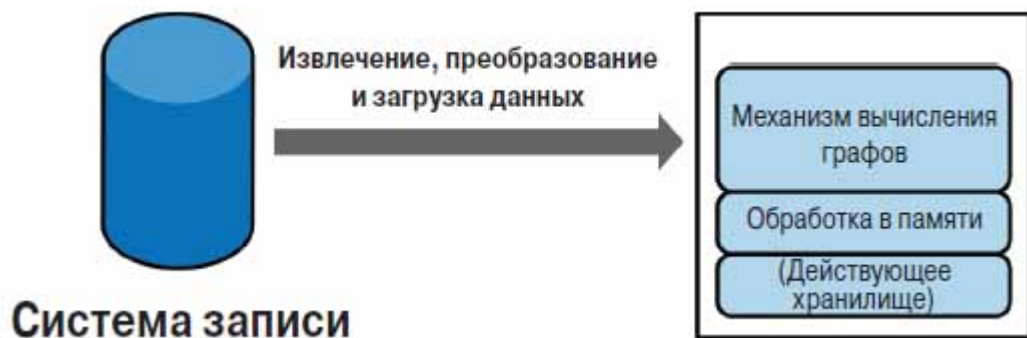 Извлечение, преобразование
и загрузка данных
Система записи
Механизм вычисления
графов
Обработка в памяти
(Действующее
хранилище)